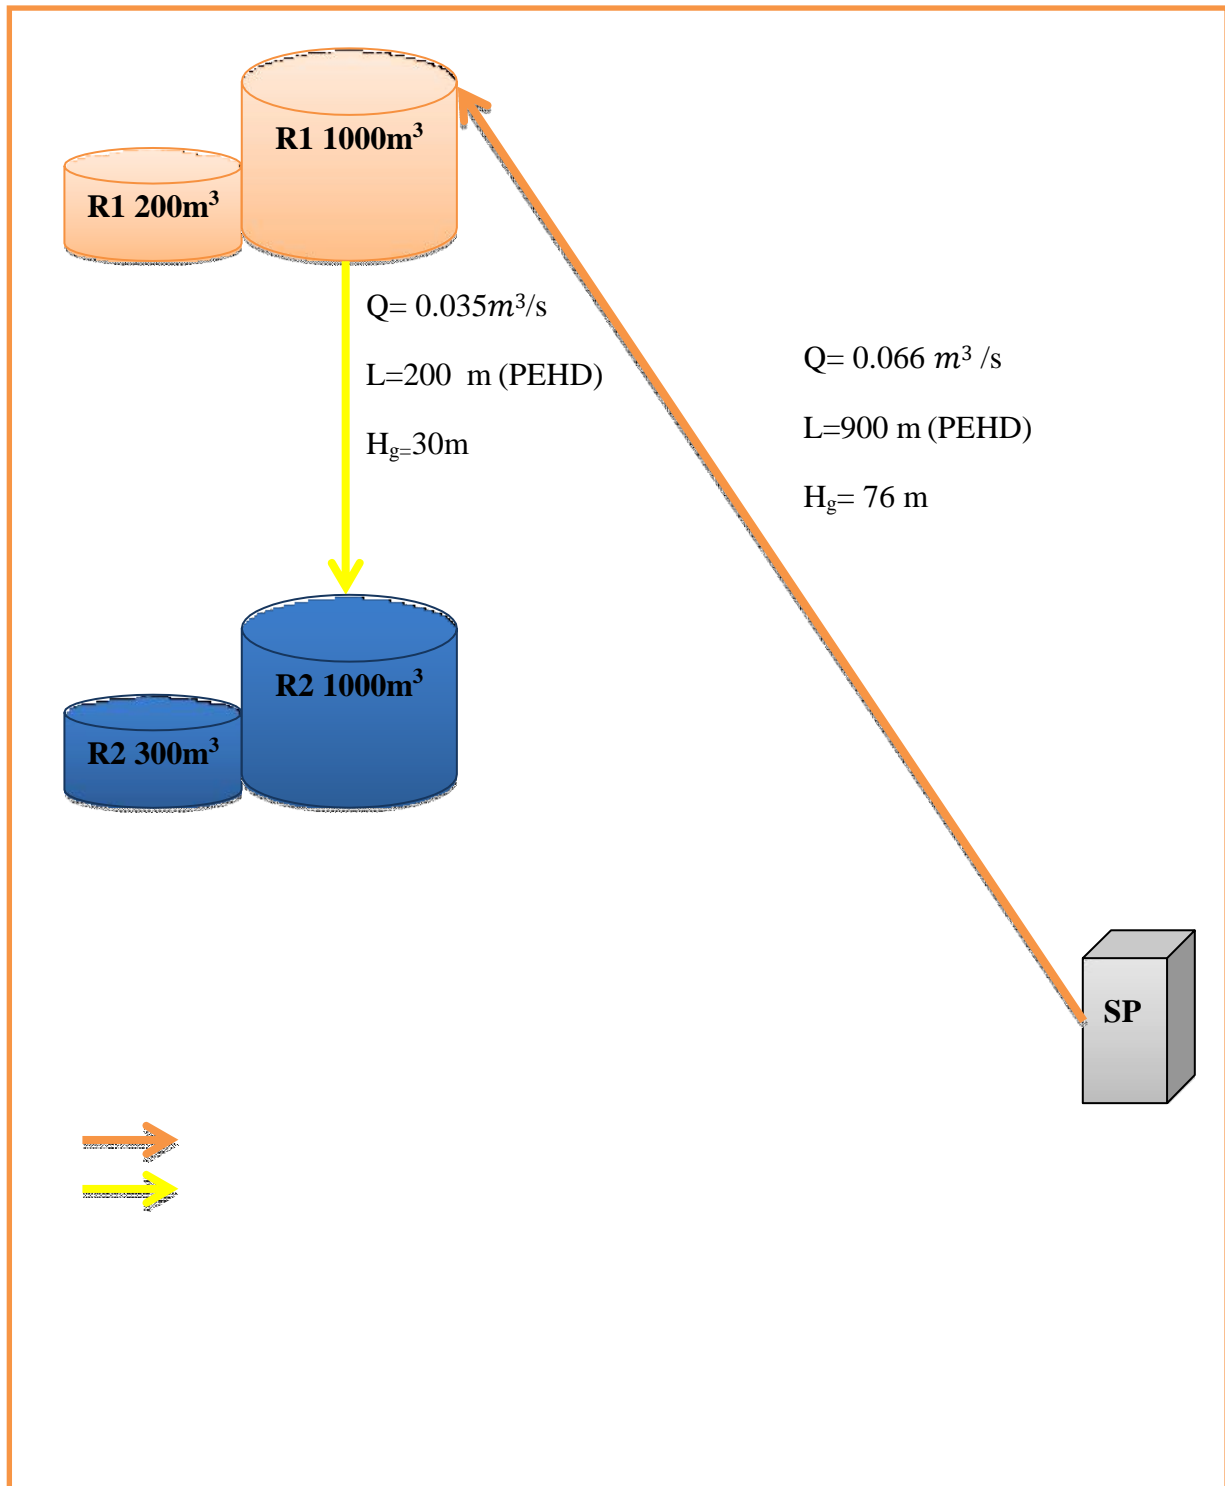 R1 1000m³
R1 200m³
Q= 0.035m³/s
L=200 m (PEHD)
Hg=30m
Q= 0.066 m³ /s
L=900 m (PEHD)
Hg= 76 m
R2 1000m³
R2 300m³
SP